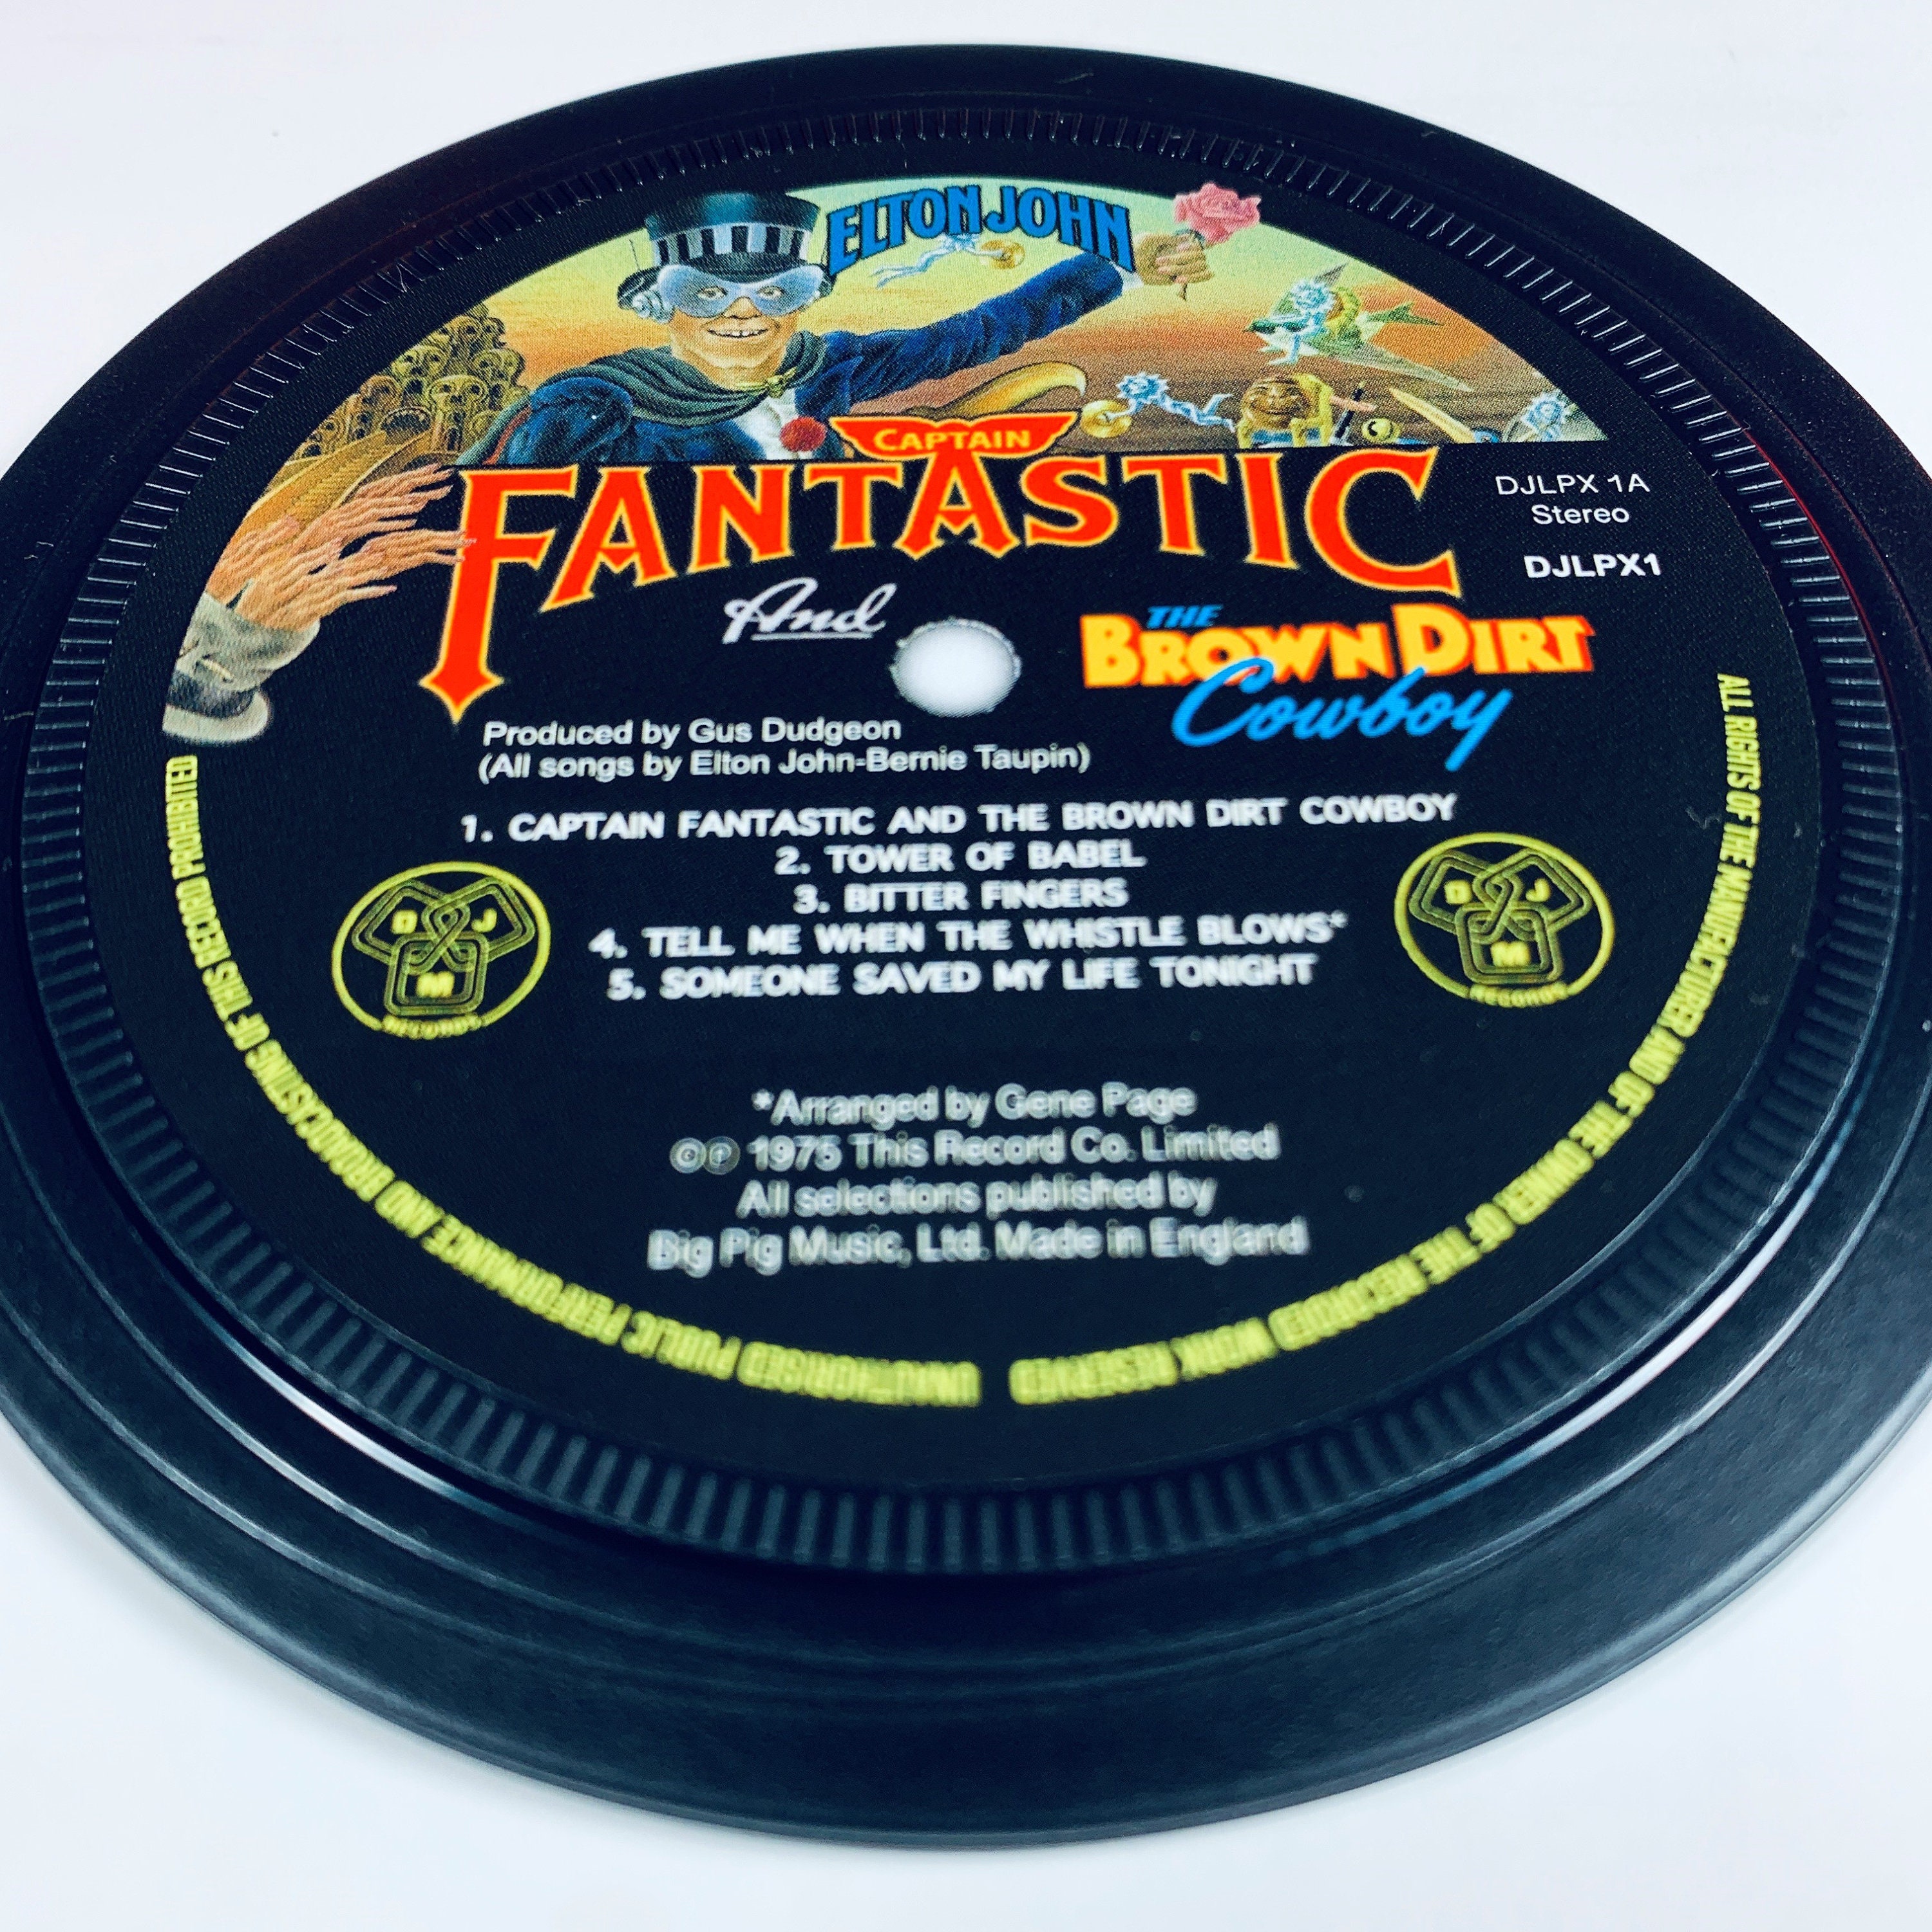 ELTON JOHN
CAPTAIN
FANTASTIC
And
THE
BROWN DIRT
Cowboy
DJLPX 1A
Stereo
DJLPX1
Produced by Gus Dudgeon
(All songs by Elton John-Bernie Taupin)
1. CAPTAIN FANTASTIC AND THE BROWN DIRT COWBOY
2. TOWER OF BABEL
3. BITTER FINGERS
4. TELL ME WHEN THE WHISTLE BLOWS*
5. SOMEONE SAVED MY LIFE TONIGHT
D J
M
RECORDS
D J
M
RECORDS
*Arranged by Gene Page
©℗ 1975 This Record Co. Limited
All selections published by
Big Pig Music, Ltd. Made in England
ALL RIGHTS OF THE MANUFACTURER AND OF THE OWNER OF THE RECORDED WORK RESERVED
UNAUTHORISED PUBLIC PERFORMANCE AND BROADCASTING OF THIS RECORD PROHIBITED